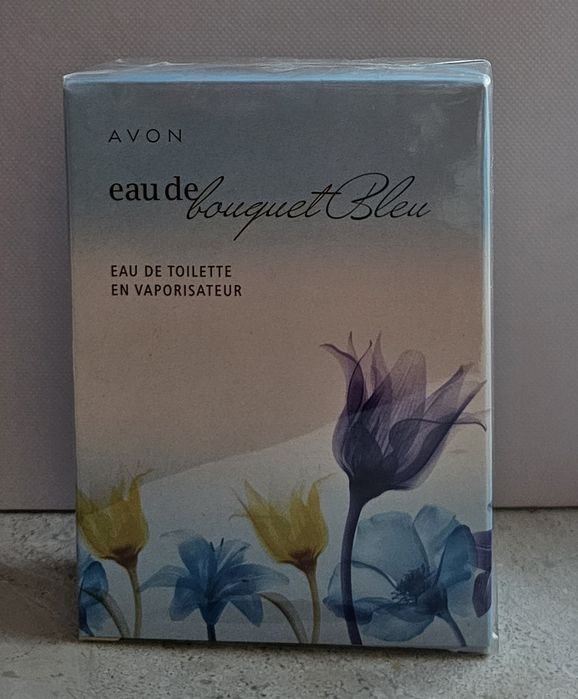 AVON
eau de bouquet Bleu
EAU DE TOILETTE
EN VAPORISATEUR